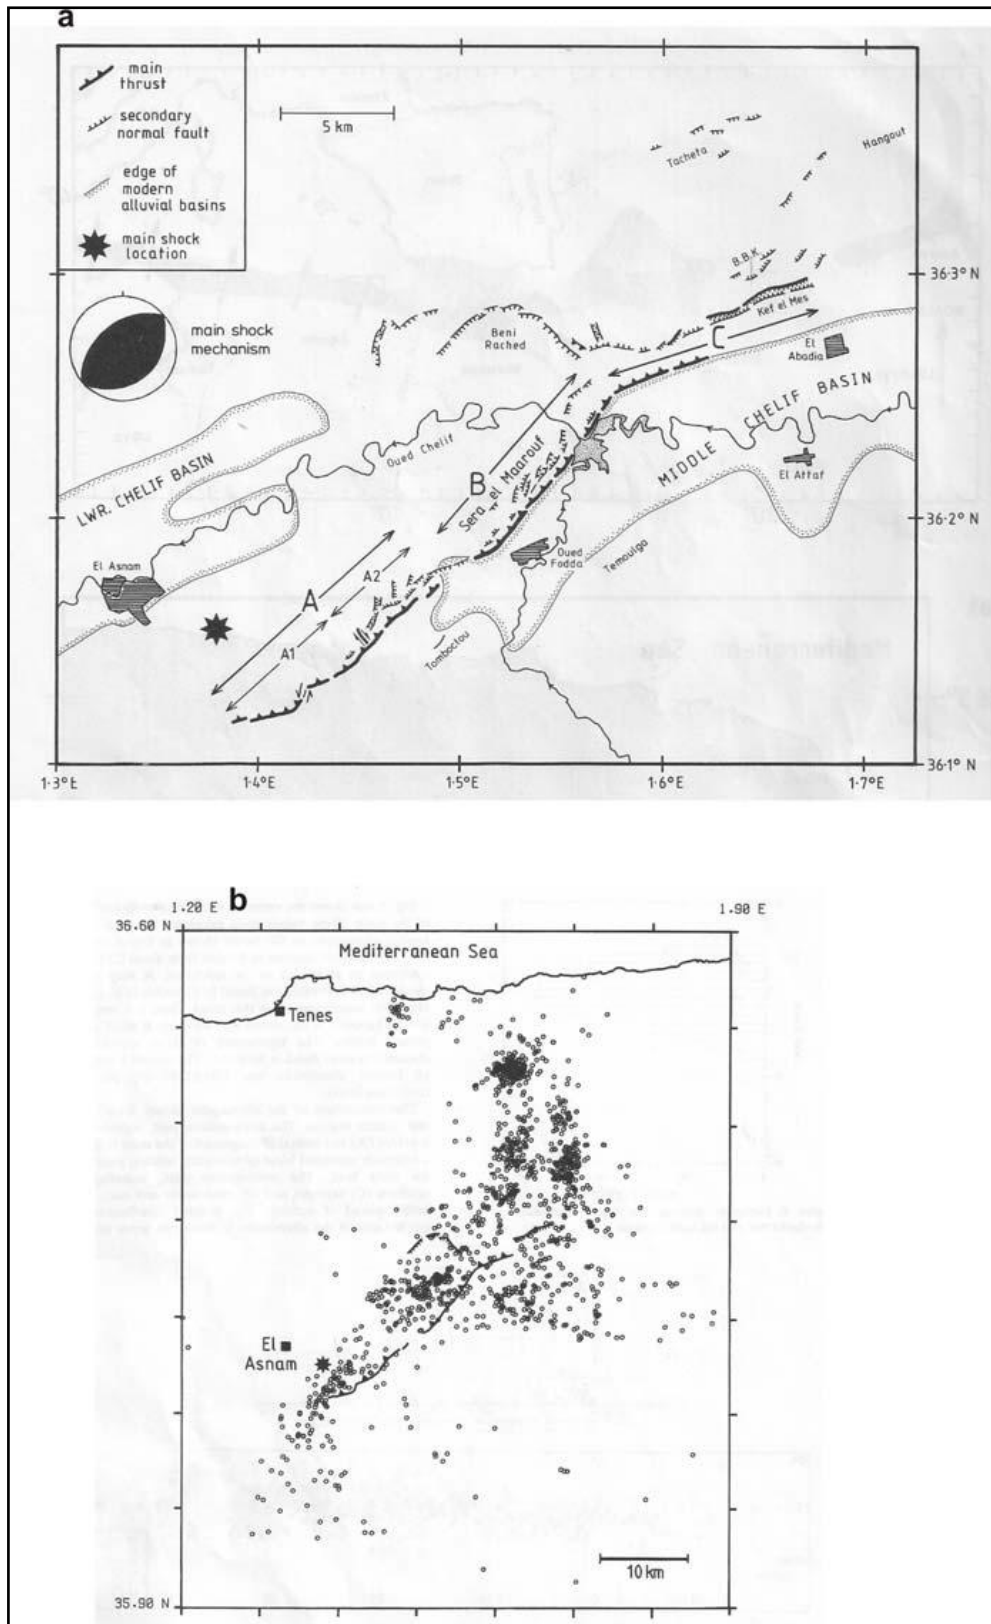 a
main
thrust
secondary
normal fault
edge of
modern
alluvial basins
main shock
location
main shock
mechanism
5 km
Tacheta
Hangout
B.B.K
36·3° N
Kef el Mes
Beni
Rached
C
El
Abadia
LWR. CHELIF BASIN
Oued Chelif
B
Sera el Maarouf
MIDDLE CHELIF BASIN
El Attaf
36·2° N
El Asnam
A
A2
A1
Oued
Fodda
Temoulga
Tomboctou
36·1° N
1·3°E
1·4°E
1·5°E
1·6°E
1·7°E
b
1.20 E
1.90 E
35.60 N
Mediterranean Sea
Tenes
El
Asnam
10 km
35.90 N